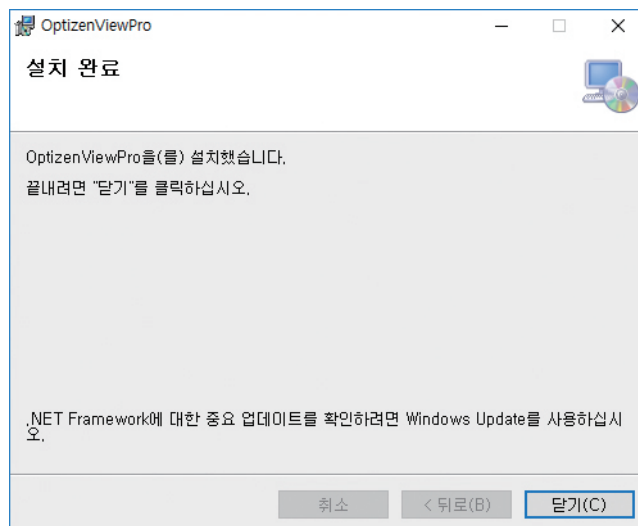 OptizenViewPro
설치 완료
OptizenViewPro을(를) 설치했습니다.
끝내려면 "닫기"를 클릭하십시오.
.NET Framework에 대한 중요 업데이트를 확인하려면 Windows Update를 사용하십시
오.
취소
< 뒤로(B)
닫기(C)